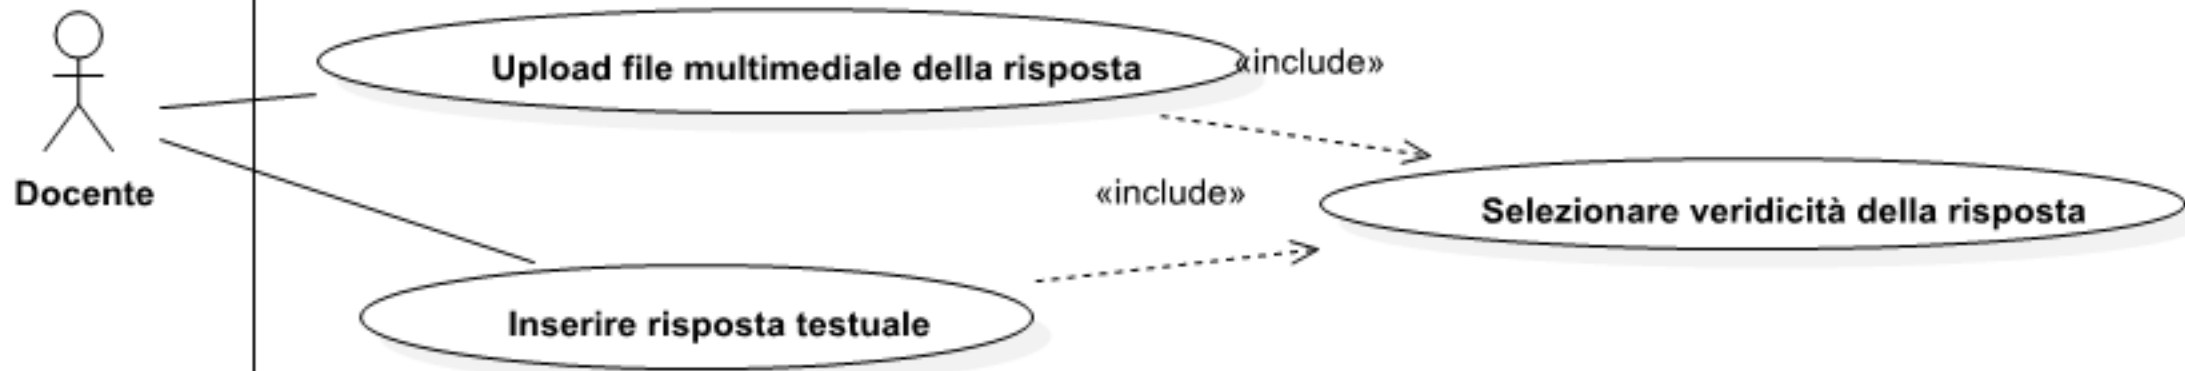 Upload file multimediale della risposta
«include»
Docente
«include»
Selezionare veridicità della risposta
Inserire risposta testuale